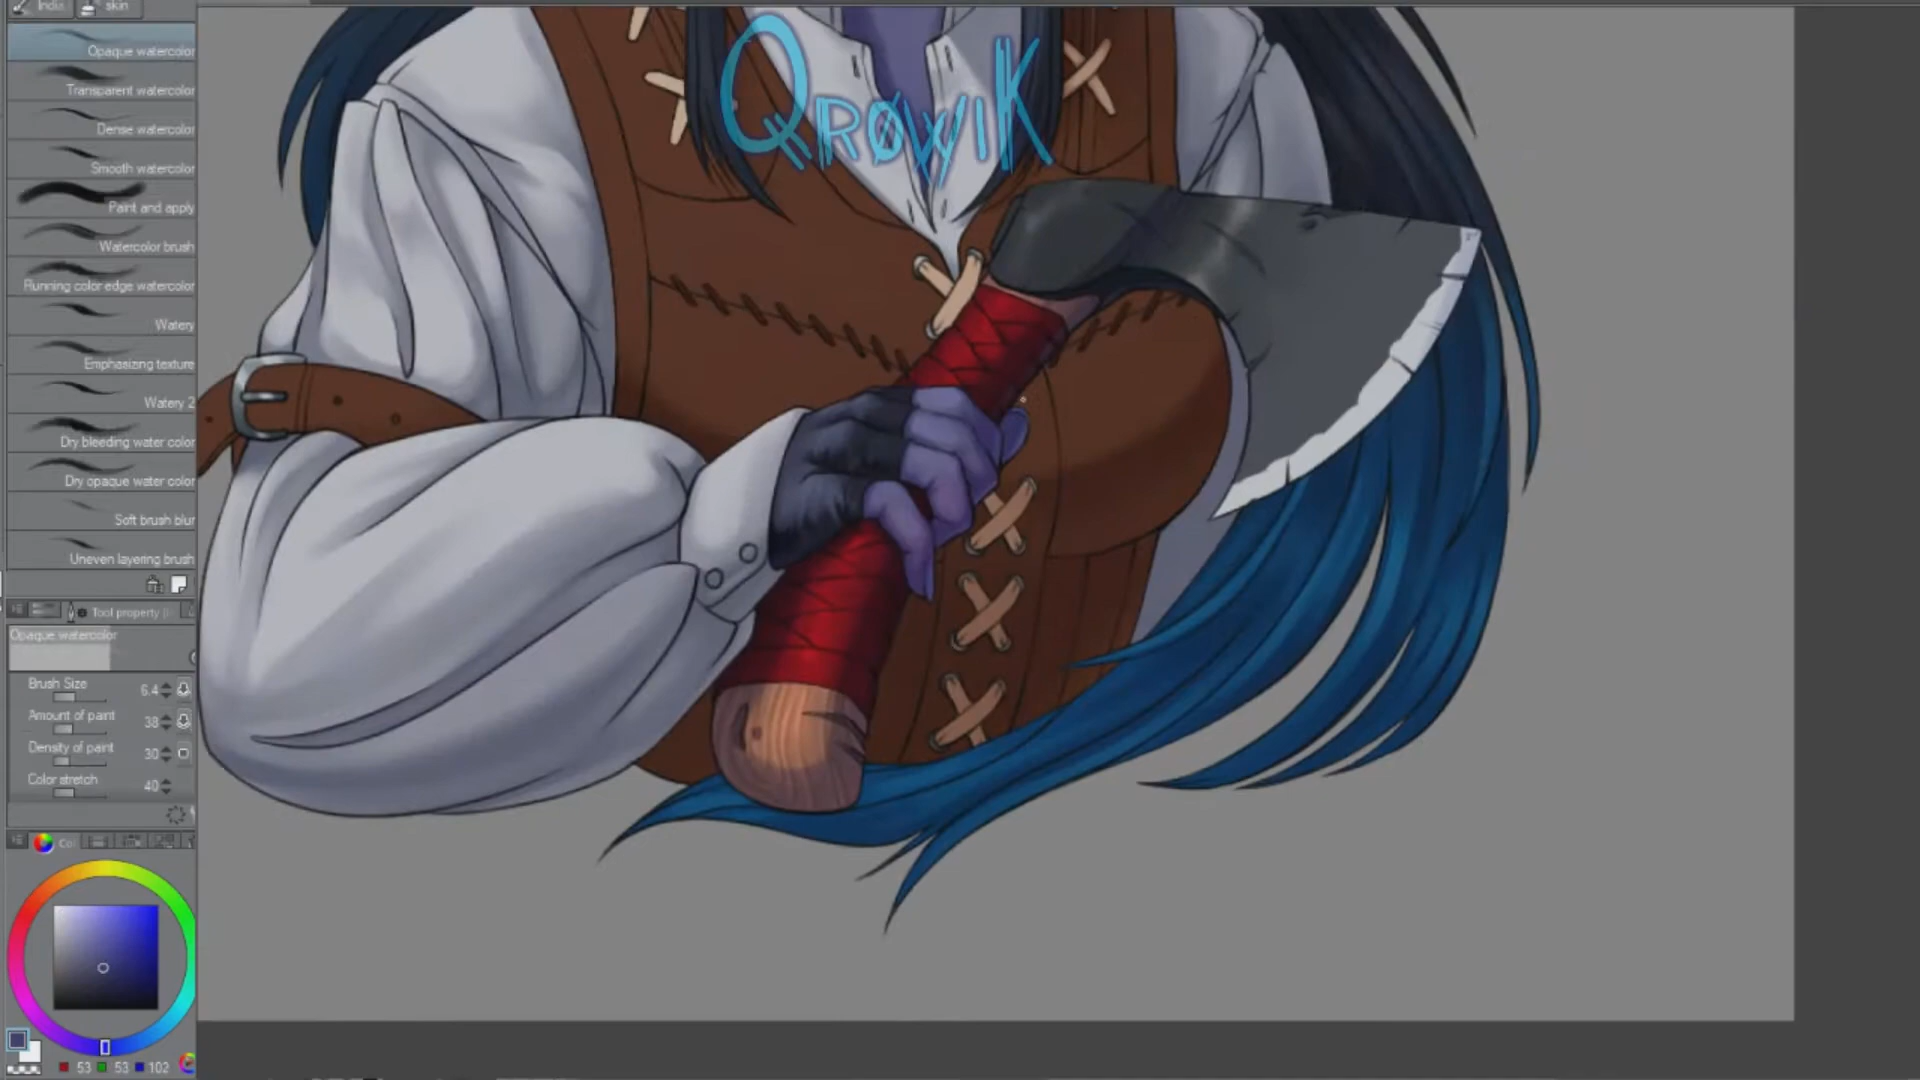 India
skin
Opaque watercolor
Transparent watercolor
Dense watercolor
Smooth watercolor
Paint and apply
Watercolor brush
Running color edge watercolor
Watery
Emphasizing texture
Watery 2
Dry bleeding water color
Dry opaque water color
Soft brush blur
Uneven layering brush
Tool property
Opaque watercolor
Brush Size 6.4
Amount of paint 38
Density of paint 30
Color stretch 40
Col
53 53 102
QRØWIK